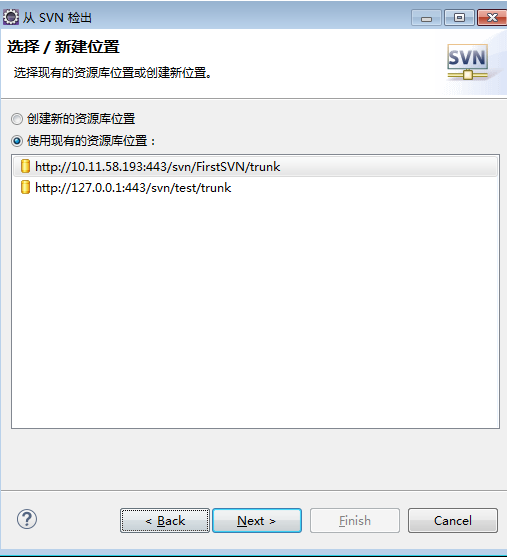 从 SVN 检出
选择 / 新建位置
选择现有的资源库位置或创建新位置。
SVN
创建新的资源库位置
使用现有的资源库位置：
http://10.11.58.193:443/svn/FirstSVN/trunk
http://127.0.0.1:443/svn/test/trunk
?
< Back
Next >
Finish
Cancel